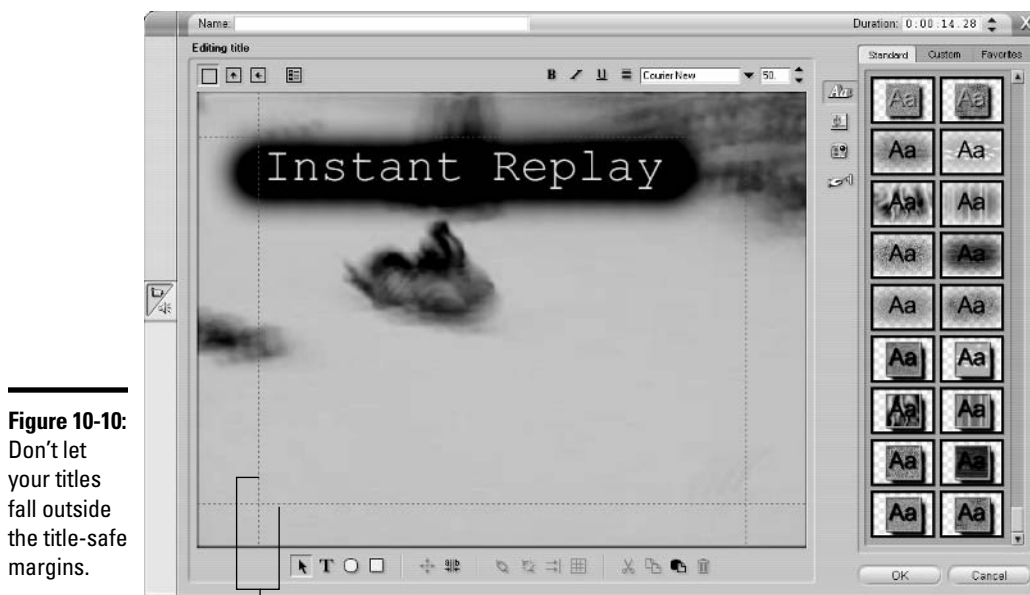 Name:
Duration: 0:00:14.28
X
Editing title
Standard Custom Favorites
B / U Courier New 50.
Aa
Aa Aa
Aa Aa
Aa Aa
Aa Aa
Aa Aa
Aa Aa
Aa Aa
Aa Aa
Aa Aa
Instant Replay
Figure 10-10:
Don't let
your titles
fall outside
the title-safe
margins.
T
OK Cancel